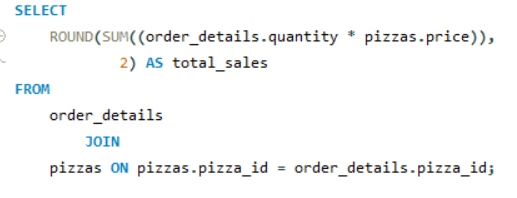 SELECT
ROUND(SUM((order_details.quantity * pizzas.price)),
2) AS total_sales
FROM
order_details
JOIN
pizzas ON pizzas.pizza_id = order_details.pizza_id;